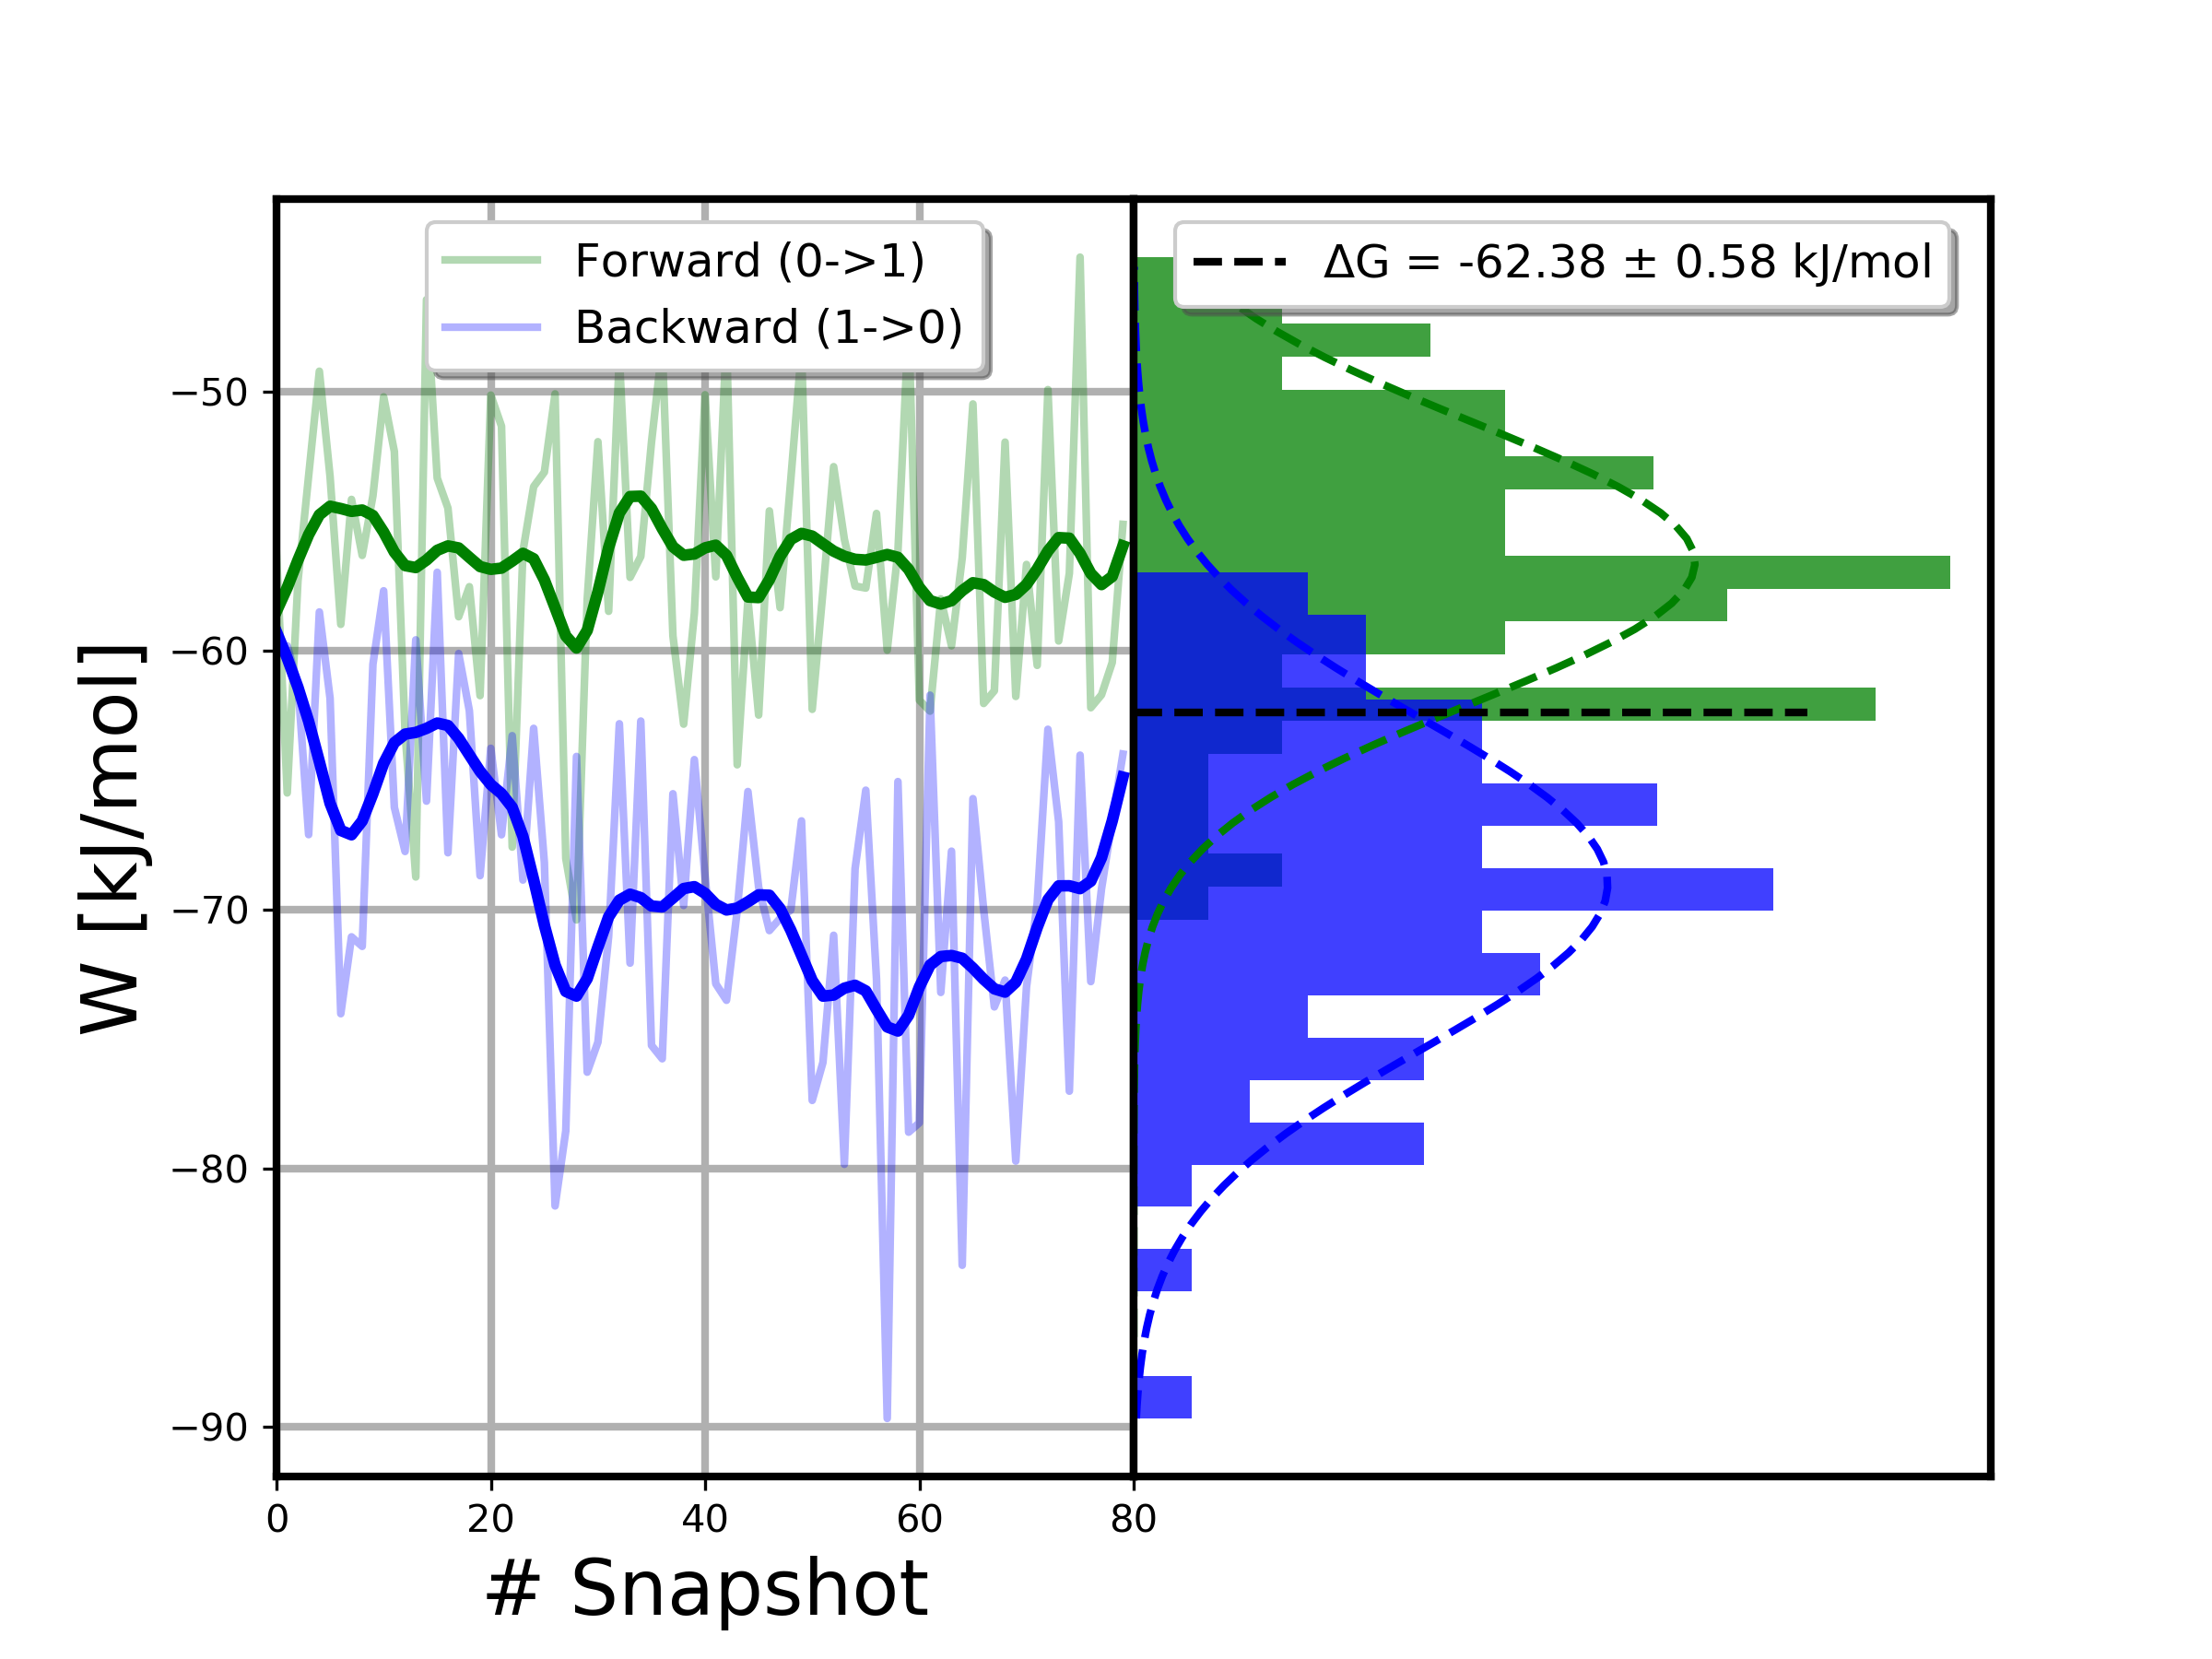 Forward (0->1)
Backward (1->0)
ΔG = -62.38 ± 0.58 kJ/mol
W [kJ/mol]
−50
−60
−70
−80
−90
0 20 40 60 80
# Snapshot